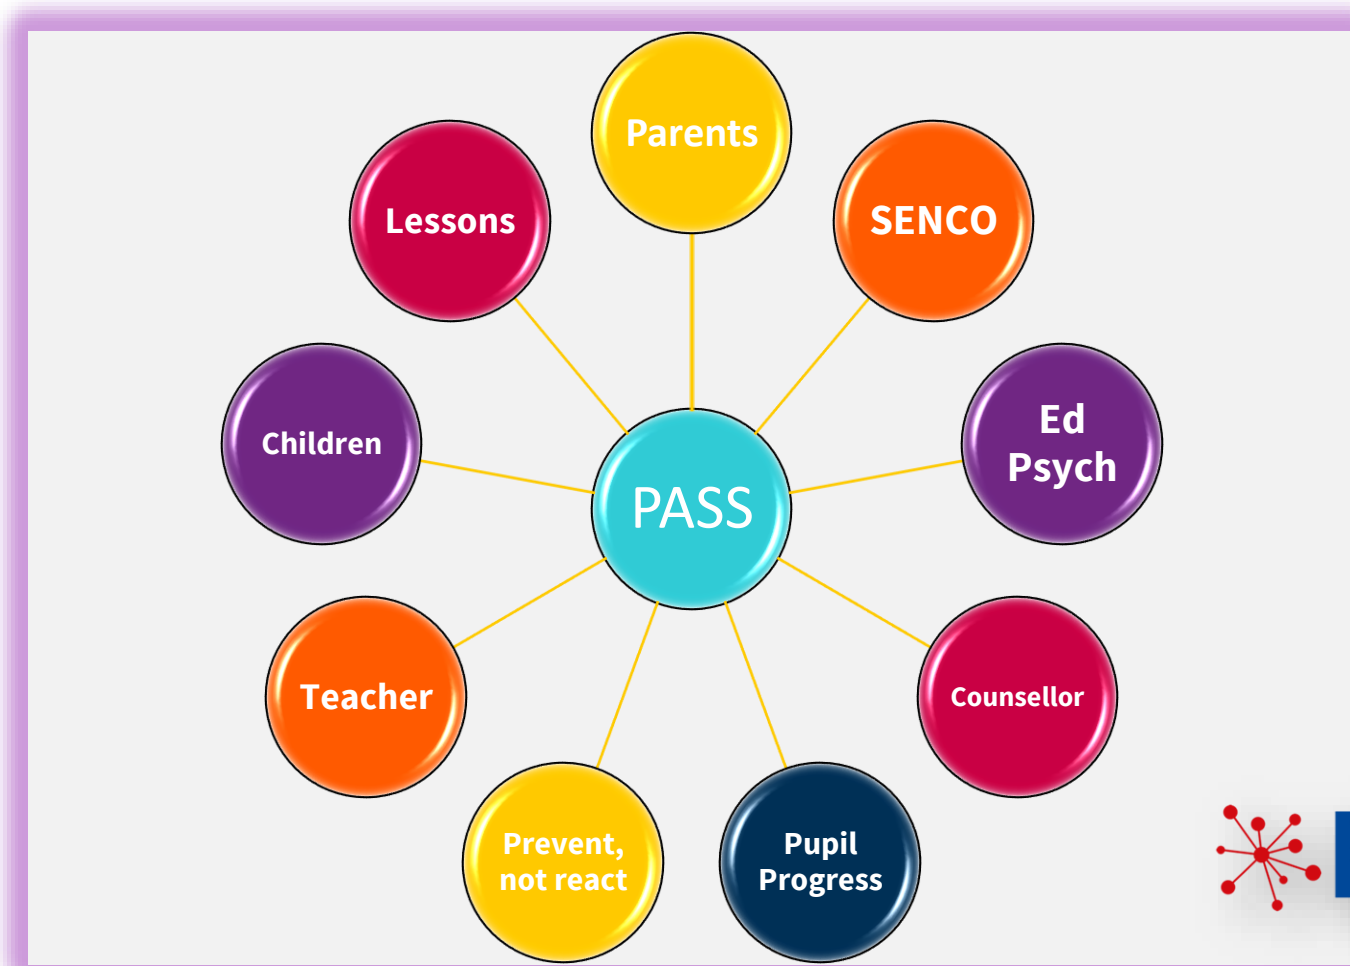 Parents
SENCO
Ed
Psych
Counsellor
Pupil
Progress
Prevent,
not react
Teacher
Children
Lessons
PASS